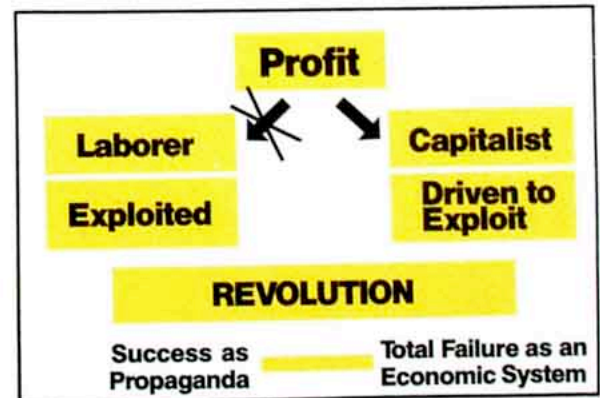 Profit
Laborer
Capitalist
Exploited
Driven to
Exploit
REVOLUTION
Success as
Propaganda
Total Failure as an
Economic System